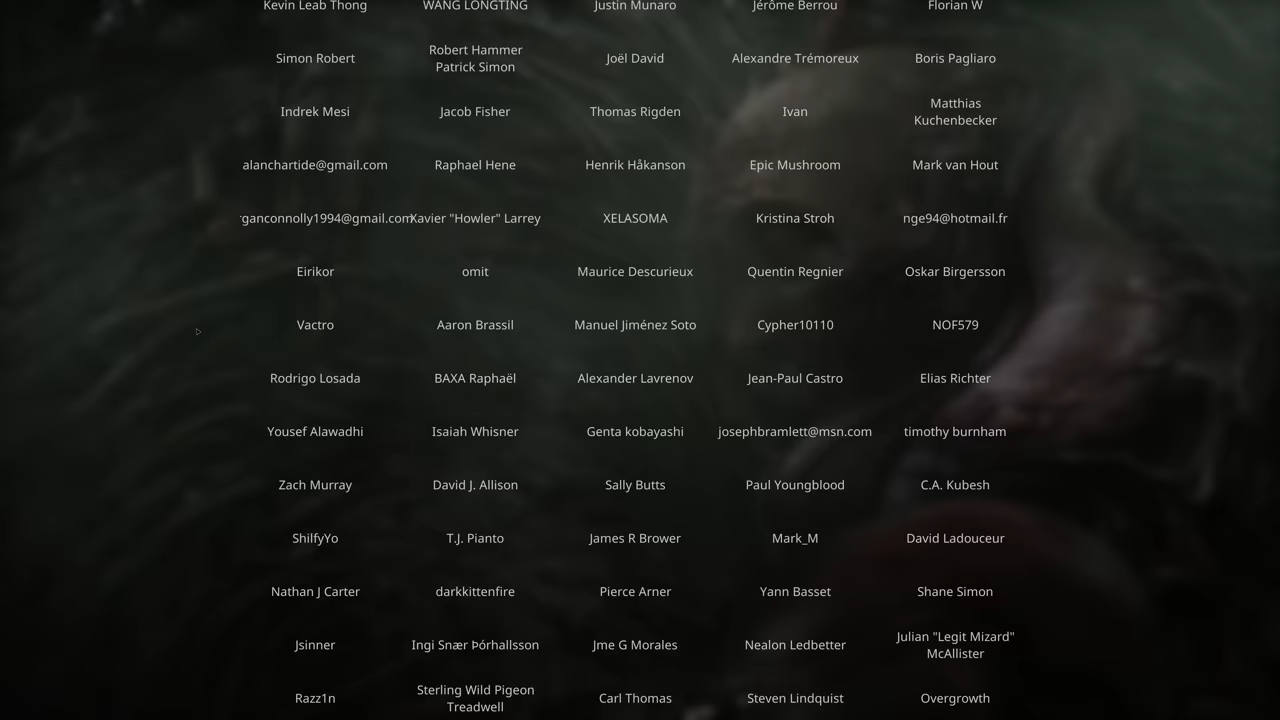 Kevin Leab Thong WANG LONGTING Justin Munaro Jérôme Berrou Florian W
Simon Robert Robert Hammer Patrick Simon Joël David Alexandre Trémoreux Boris Pagliaro
Indrek Mesi Jacob Fisher Thomas Rigden Ivan Matthias Kuchenbecker
alanchartide@gmail.com Raphael Hene Henrik Håkanson Epic Mushroom Mark van Hout
ganconnolly1994@gmail.com Xavier "Howler" Larrey XELASOMA Kristina Stroh nge94@hotmail.fr
Eirikor omit Maurice Descurieux Quentin Regnier Oskar Birgersson
Vactro Aaron Brassil Manuel Jiménez Soto Cypher10110 NOF579
Rodrigo Losada BAXA Raphaël Alexander Lavrenov Jean-Paul Castro Elias Richter
Yousef Alawadhi Isaiah Whisner Genta kobayashi josephbramlett@msn.com timothy burnham
Zach Murray David J. Allison Sally Butts Paul Youngblood C.A. Kubesh
ShilfyYo T.J. Pianto James R Brower Mark_M David Ladouceur
Nathan J Carter darkkittenfire Pierce Arner Yann Basset Shane Simon
Jsinner Ingi Snær Þórhallsson Jme G Morales Nealon Ledbetter Julian "Legit Mizard" McAllister
Razz1n Sterling Wild Pigeon Treadwell Carl Thomas Steven Lindquist Overgrowth